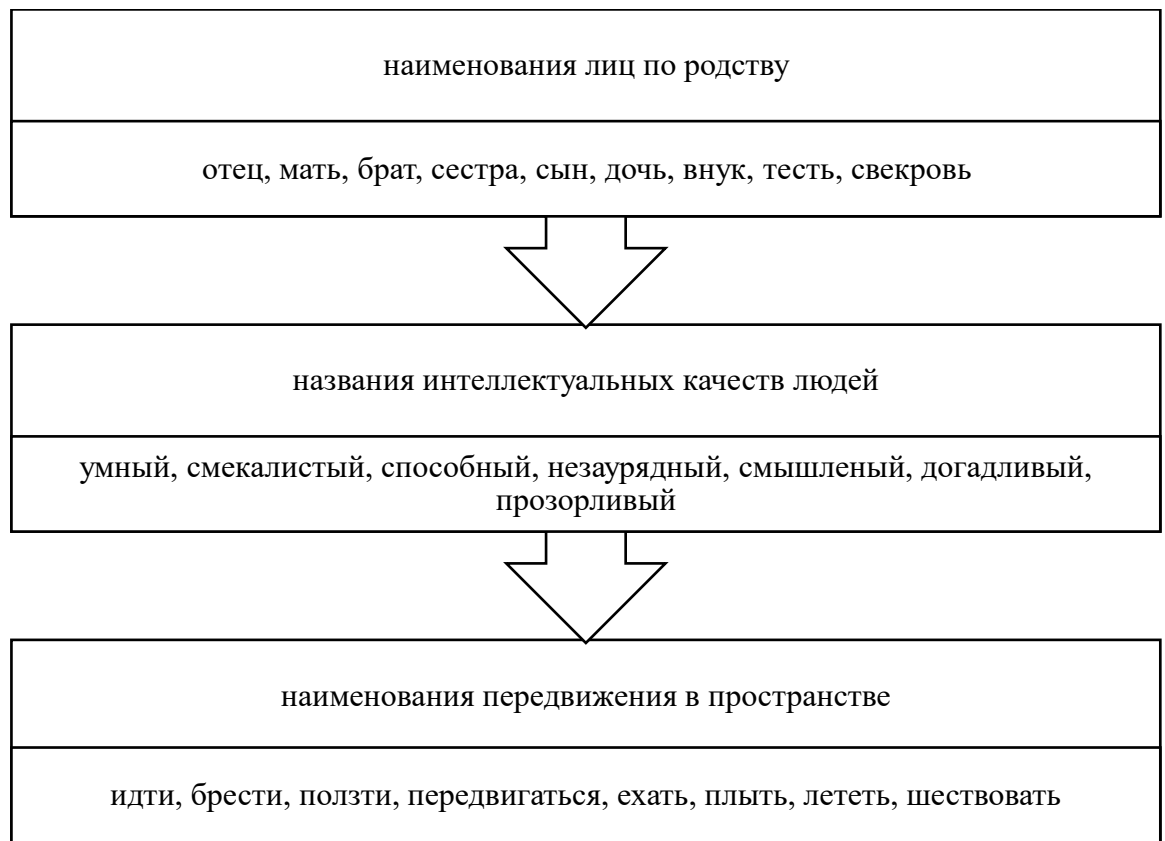 наименования лиц по родству
отец, мать, брат, сестра, сын, дочь, внук, тесть, свекровь
названия интеллектуальных качеств людей
умный, смекалистый, способный, незаурядный, смышленый, догадливый,
прозорливый
наименования передвижения в пространстве
идти, брести, ползти, передвигаться, ехать, плыть, лететь, шествовать